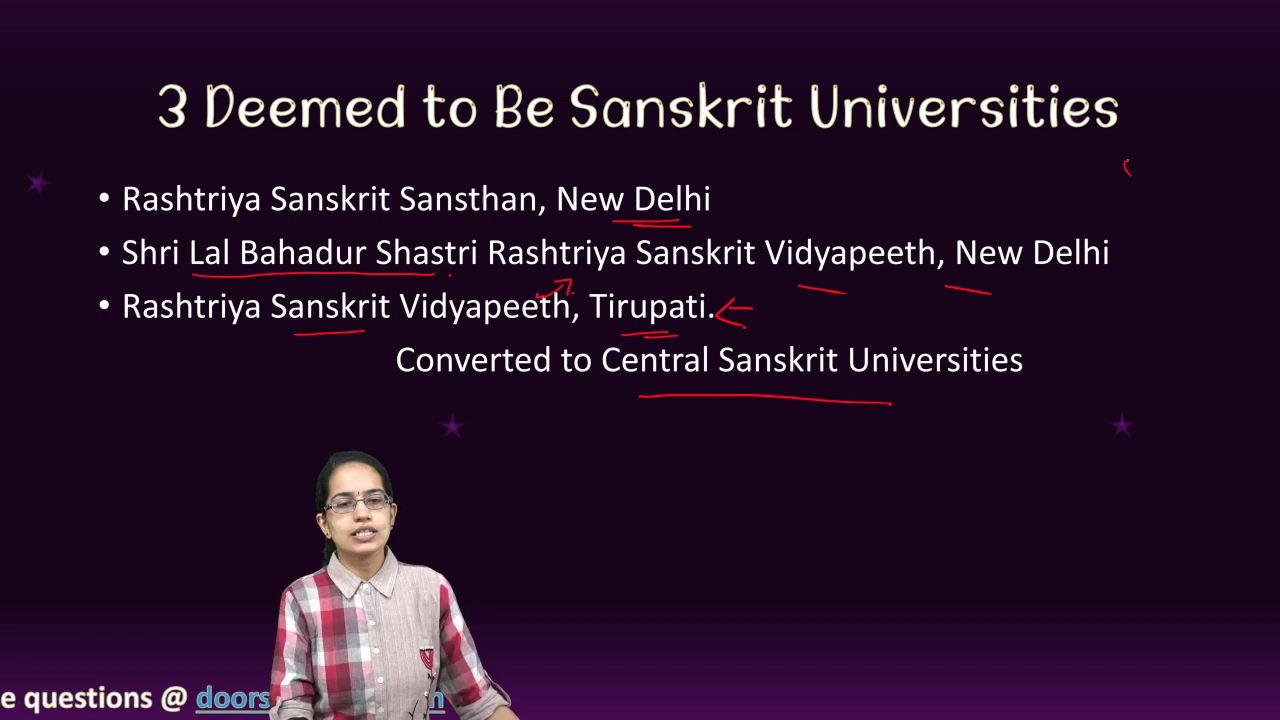 3 Deemed to Be Sanskrit Universities
• Rashtriya Sanskrit Sansthan, New Delhi
• Shri Lal Bahadur Shastri Rashtriya Sanskrit Vidyapeeth, New Delhi
• Rashtriya Sanskrit Vidyapeeth, Tirupati.
Converted to Central Sanskrit Universities
e questions @ doors